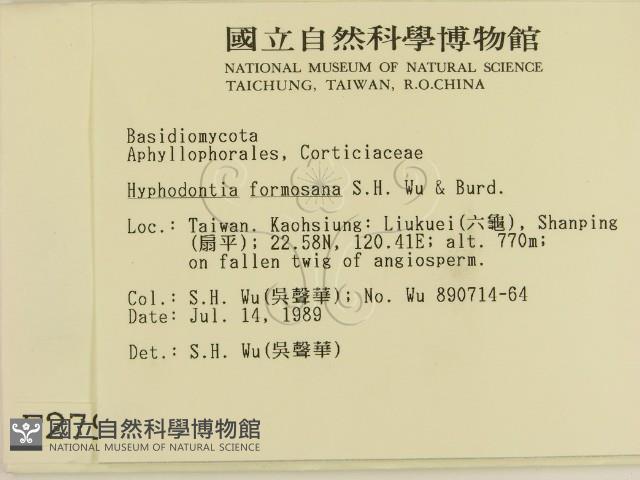 國立自然科學博物館
NATIONAL MUSEUM OF NATURAL SCIENCE
TAICHUNG, TAIWAN, R.O.CHINA
Basidiomycota
Aphyllophorales, Corticiaceae
Hyphodontia formosana S.H. Wu & Burd.
Loc.: Taiwan. Kaohsiung: Liukuei(六龜), Shanping
(扇平); 22.58N, 120.41E; alt. 770m;
on fallen twig of angiosperm.
Col.: S.H. Wu(吳聲華); No. Wu 890714-64
Date: Jul. 14, 1989
Det.: S.H. Wu(吳聲華)
國立自然科學博物館
NATIONAL MUSEUM OF NATURAL SCIENCE